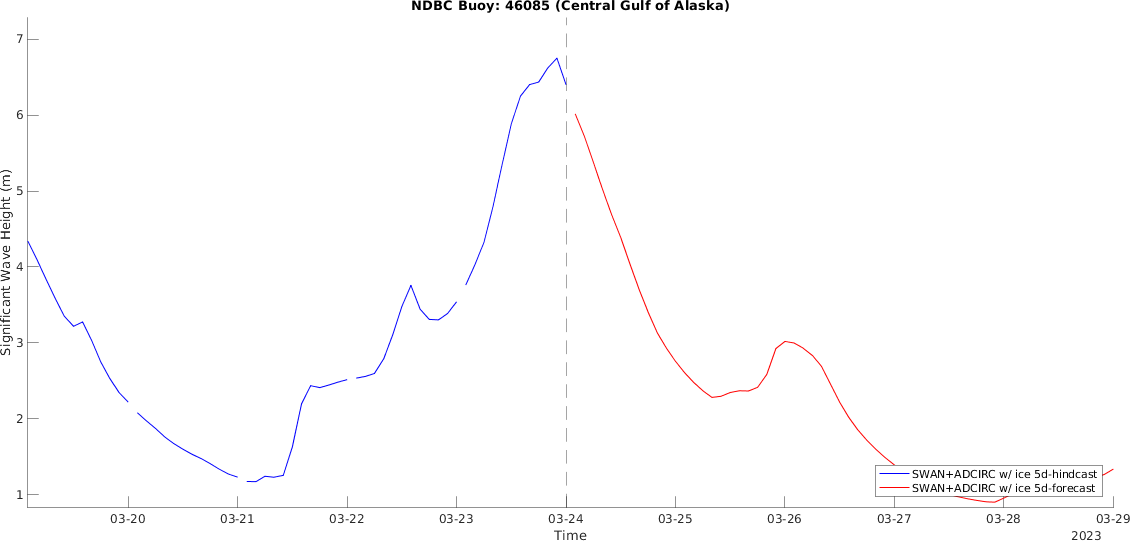 NDBC Buoy: 46085 (Central Gulf of Alaska)
7
6
5
4
3
2
1
Significant Wave Height (m)
SWAN+ADCIRC w/ ice 5d-hindcast
SWAN+ADCIRC w/ ice 5d-forecast
03-20 03-21 03-22 03-23 03-24 03-25 03-26 03-27 03-28 03-29
Time
2023